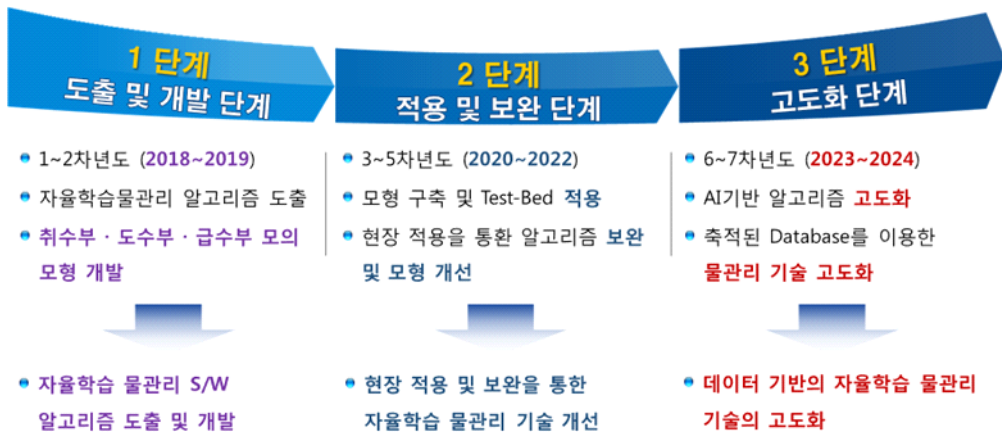 1 단계
도출 및 개발 단계
1~2차년도 (2018~2019)
자율학습물관리 알고리즘 도출
취수부 · 도수부 · 급수부 모의
모형 개발
자율학습 물관리 S/W
알고리즘 도출 및 개발
2 단계
적용 및 보완 단계
3~5차년도 (2020~2022)
모형 구축 및 Test-Bed 적용
현장 적용을 통환 알고리즘 보완
및 모형 개선
현장 적용 및 보완을 통한
자율학습 물관리 기술 개선
3 단계
고도화 단계
6~7차년도 (2023~2024)
AI기반 알고리즘 고도화
축적된 Database를 이용한
물관리 기술 고도화
데이터 기반의 자율학습 물관리
기술의 고도화